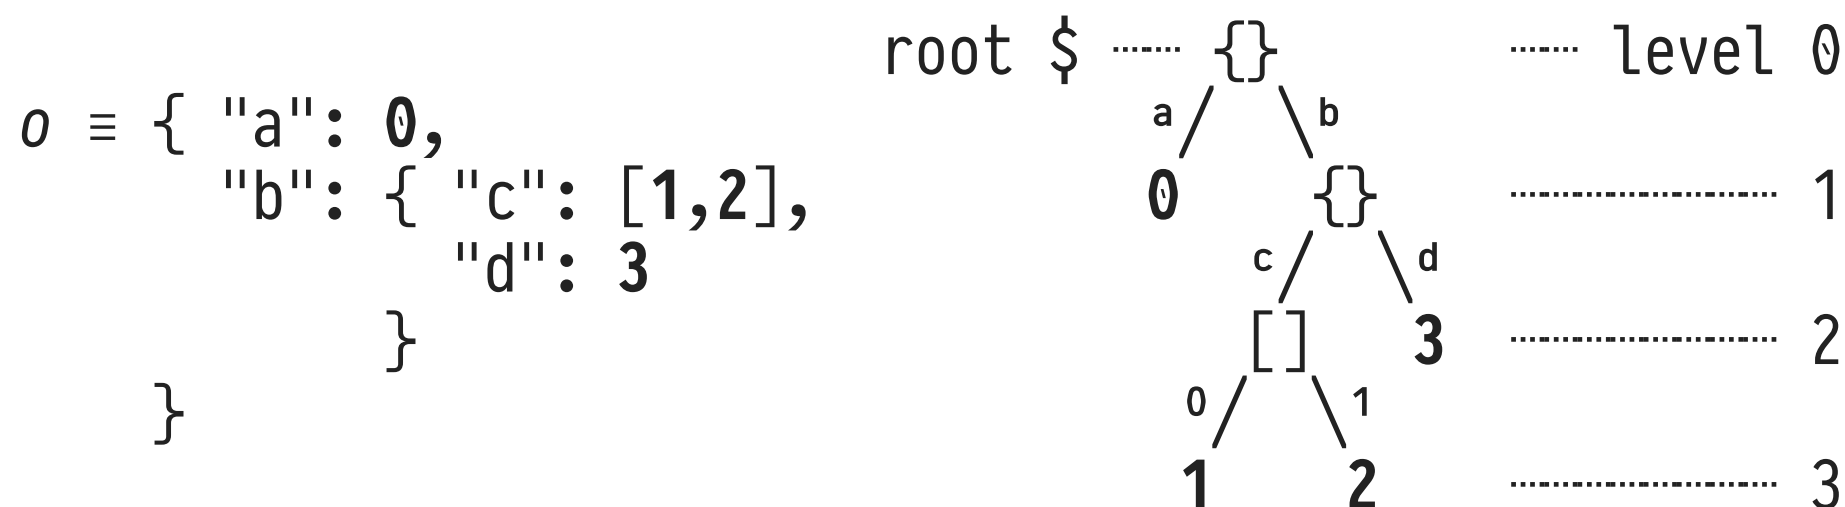 o ≡ { "a": 0,
"b": { "c": [1,2],
"d": 3
}
}
root $ {} level 0
a b
0 {} 1
c d
[] 3 2
0 1
1 2 3